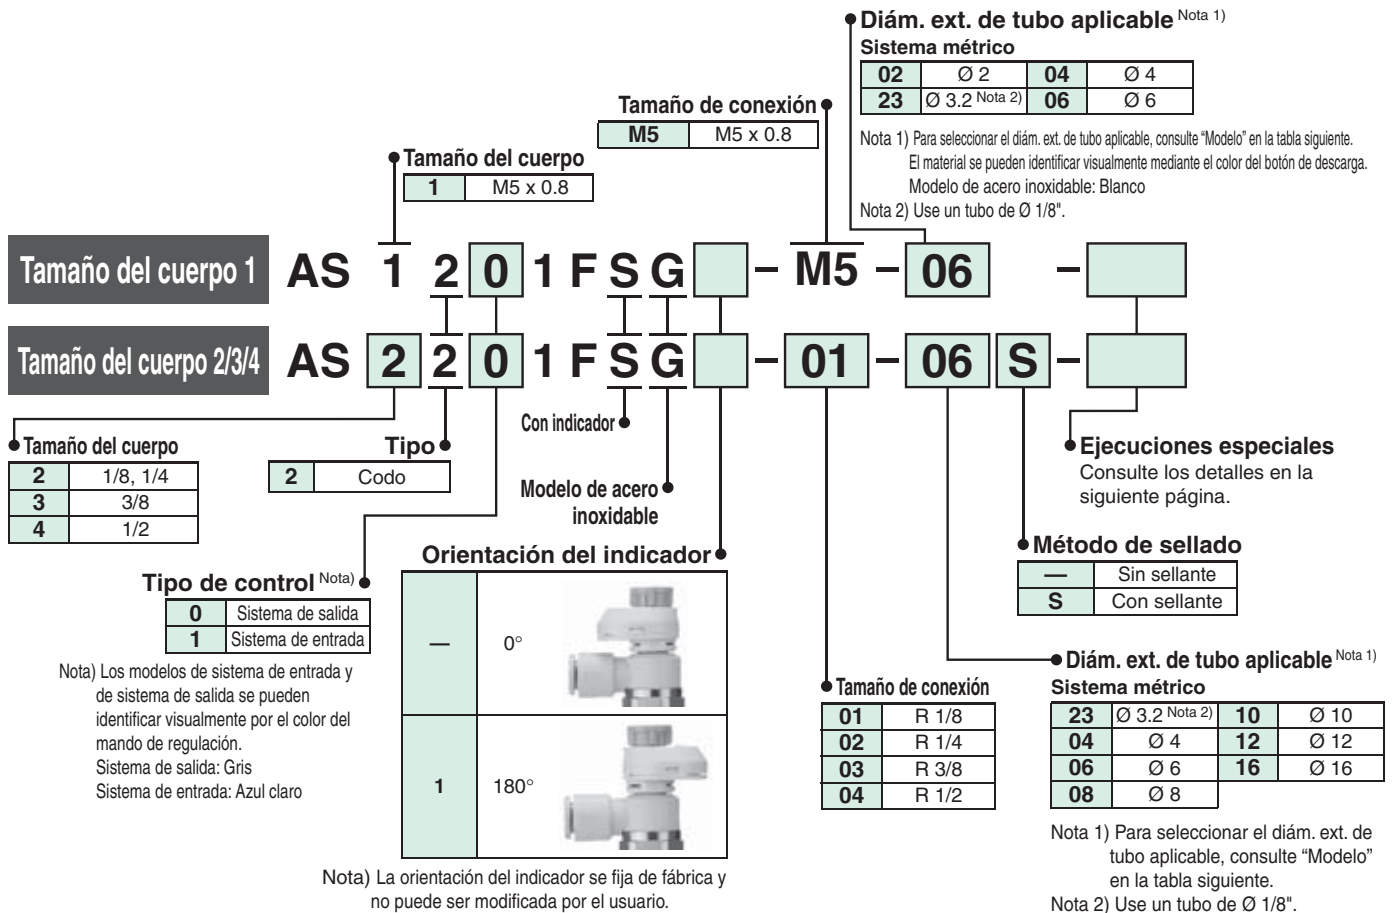 Diám. ext. de tubo aplicable Nota 1)
Sistema métrico
02 Ø 2 04 Ø 4
23 Ø 3.2 Nota 2) 06 Ø 6
Nota 1) Para seleccionar el diám. ext. de tubo aplicable, consulte “Modelo” en la tabla siguiente.
El material se pueden identificar visualmente mediante el color del botón de descarga.
Modelo de acero inoxidable: Blanco
Nota 2) Use un tubo de Ø 1/8".
Tamaño de conexión
M5 M5 x 0.8
Tamaño del cuerpo
1 M5 x 0.8
Tamaño del cuerpo 1 AS 1 2 0 1 F S G - M5 - 06 -
Tamaño del cuerpo 2/3/4 AS 2 2 0 1 F S G - 01 - 06 S -
Tamaño del cuerpo
2 1/8, 1/4
3 3/8
4 1/2
Tipo
2 Codo
Con indicador
Modelo de acero
inoxidable
Ejecuciones especiales
Consulte los detalles en la
siguiente página.
Método de sellado
— Sin sellante
S Con sellante
Tipo de control Nota)
0 Sistema de salida
1 Sistema de entrada
Nota) Los modelos de sistema de entrada y
de sistema de salida se pueden
identificar visualmente por el color del
mando de regulación.
Sistema de salida: Gris
Sistema de entrada: Azul claro
Orientación del indicador
— 0°
1 180°
Nota) La orientación del indicador se fija de fábrica y
no puede ser modificada por el usuario.
Tamaño de conexión
01 R 1/8
02 R 1/4
03 R 3/8
04 R 1/2
Diám. ext. de tubo aplicable Nota 1)
Sistema métrico
23 Ø 3.2 Nota 2) 10 Ø 10
04 Ø 4 12 Ø 12
06 Ø 6 16 Ø 16
08 Ø 8
Nota 1) Para seleccionar el diám. ext. de
tubo aplicable, consulte “Modelo”
en la tabla siguiente.
Nota 2) Use un tubo de Ø 1/8".